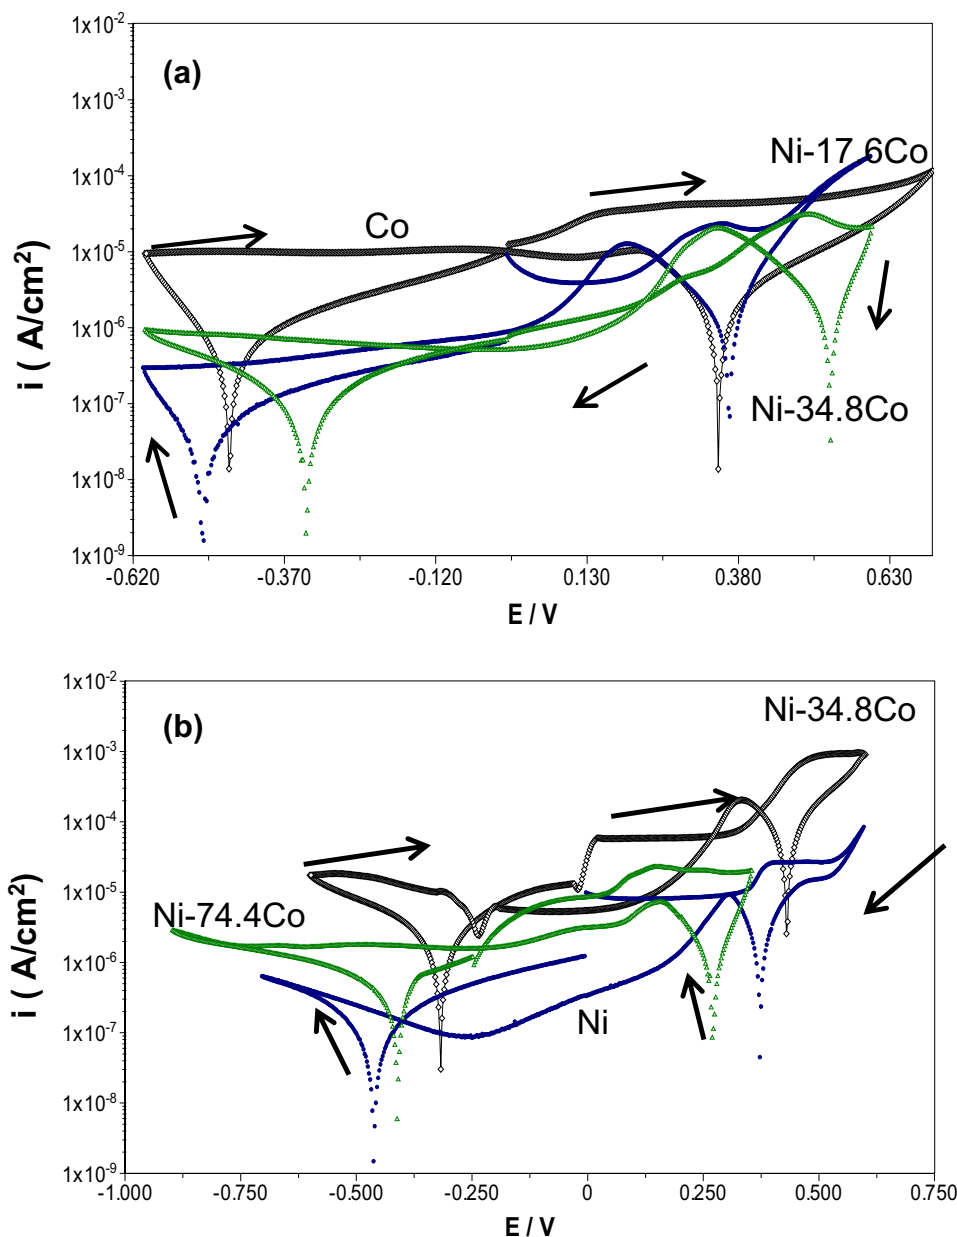 1x10-2
(a)
1x10-3
Ni-17.6Co
1x10-4
Co
1x10-5
i ( A/cm2)
1x10-6
1x10-7
Ni-34.8Co
1x10-8
1x10-9
-0.620 -0.370 -0.120 0.130 0.380 0.630
E / V
1x10-2
(b)
Ni-34.8Co
1x10-3
1x10-4
1x10-5
Ni-74.4Co
i ( A/cm2)
1x10-6
Ni
1x10-7
1x10-8
1x10-9
-1.000 -0.750 -0.500 -0.250 0 0.250 0.500 0.750
E / V